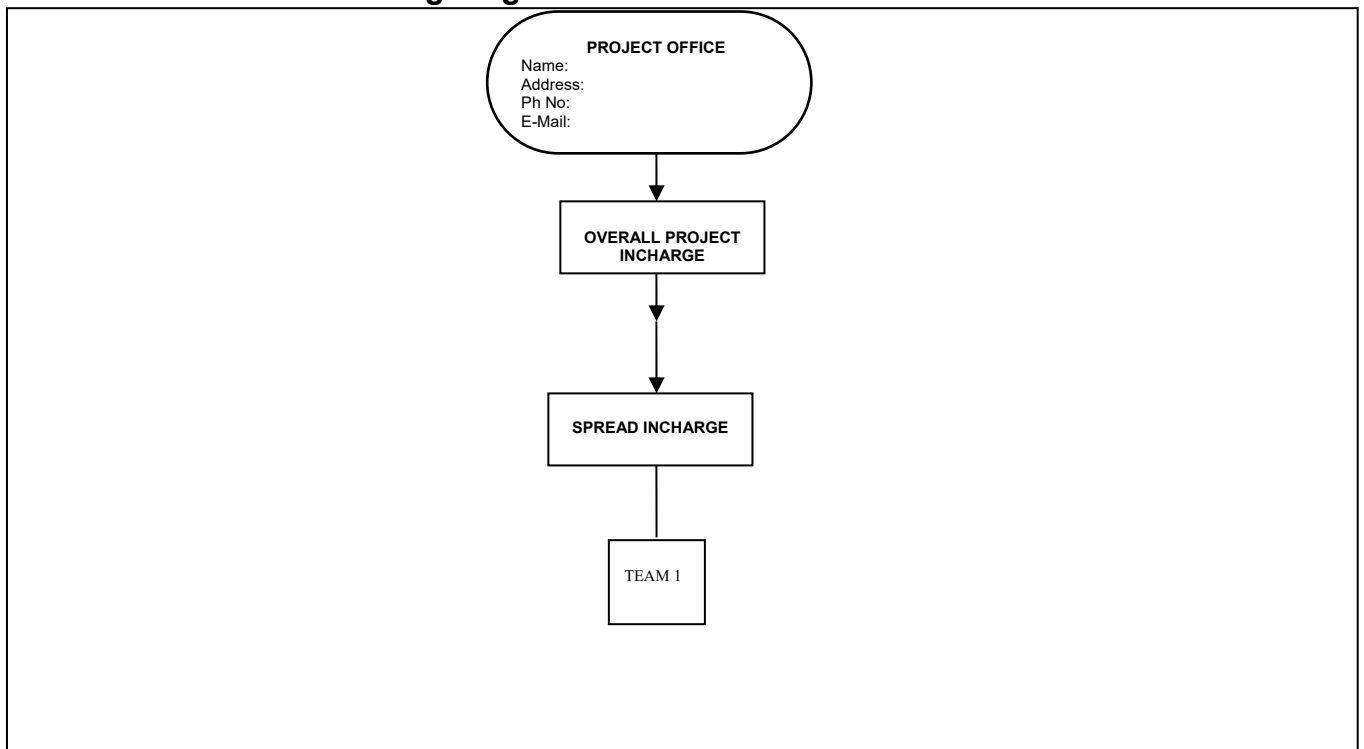 PROJECT OFFICE
Name:
Address:
Ph No:
E-Mail:
OVERALL PROJECT
INCHARGE
SPREAD INCHARGE
TEAM 1